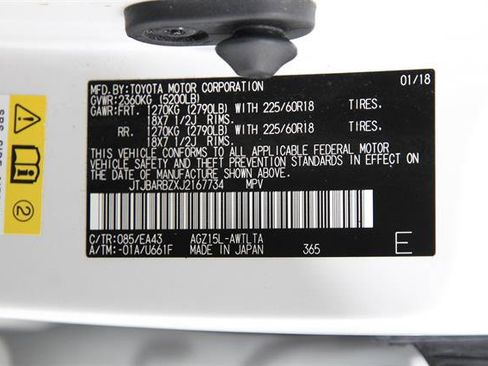 MFD.BY:TOYOTA MOTOR CORPORATION 01/18
GVWR:2360KG (5200LB)
GAWR:FRT. 1270KG (2790LB) WITH 225/60R18 TIRES.
18X7 1/2J RIMS.
RR. 1270KG (2790LB) WITH 225/60R18 TIRES.
18X7 1/2J RIMS.
THIS VEHICLE CONFORMS TO ALL APPLICABLE FEDERAL MOTOR
VEHICLE SAFETY AND THEFT PREVENTION STANDARDS IN EFFECT
ON THE DATE OF MANUFACTURE SHOWN ABOVE.
JTJBARBZXJ2167734 MPV
C/TR:085/EA43 AGZ15L-AWTLTA
A/TM:-01A/U661F MADE IN JAPAN 365 E
2